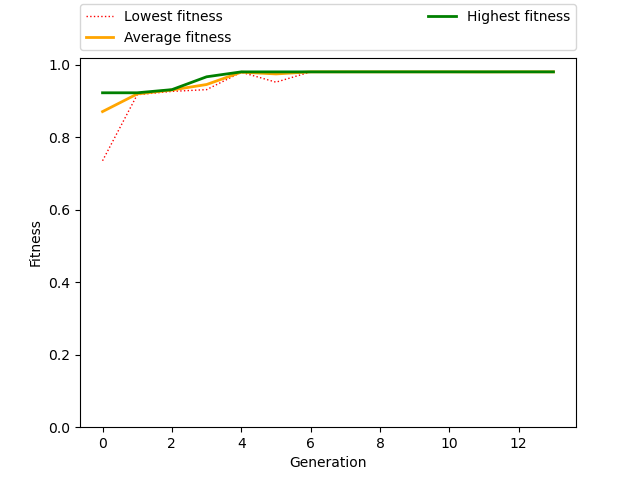 Lowest fitness
Average fitness
Highest fitness
1.0
0.8
0.6
0.4
0.2
0.0
Fitness
0 2 4 6 8 10 12
Generation